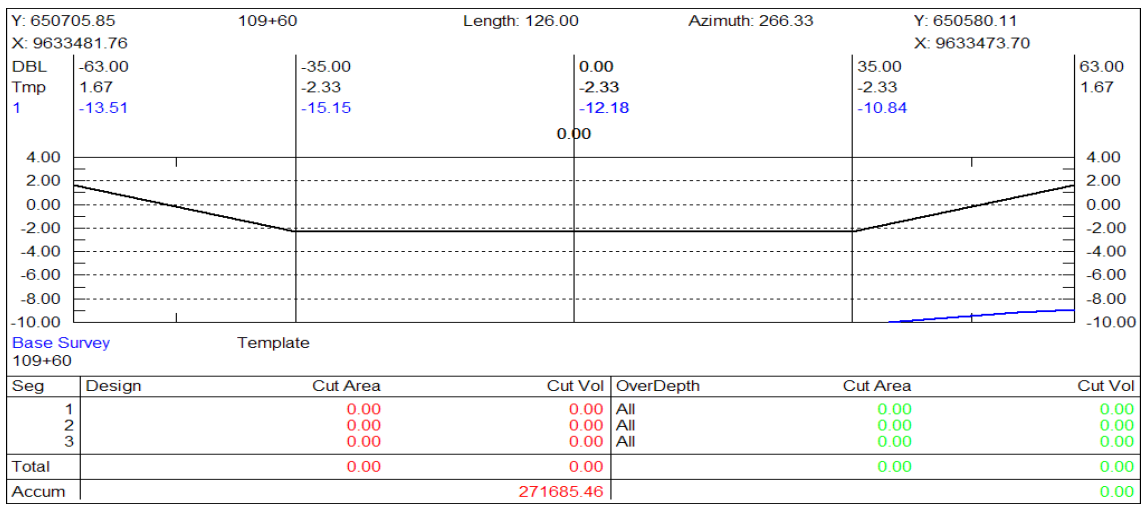 Y: 650705.85 109+60 Length: 126.00 Azimuth: 266.33 Y: 650580.11
X: 9633481.76 X: 9633473.70
DBL -63.00 -35.00 0.00 35.00 63.00
Tmp 1.67 -2.33 -2.33 -2.33 1.67
1 -13.51 -15.15 -12.18 -10.84
0.00
4.00 4.00
2.00 2.00
0.00 0.00
-2.00 -2.00
-4.00 -4.00
-6.00 -6.00
-8.00 -8.00
-10.00 -10.00
Base Survey Template
109+60
Seg Design Cut Area Cut Vol OverDepth Cut Area Cut Vol
1 0.00 0.00 All 0.00 0.00
2 0.00 0.00 All 0.00 0.00
3 0.00 0.00 All 0.00 0.00
Total 0.00 0.00 0.00 0.00
Accum 271685.46 0.00